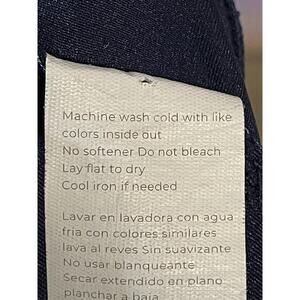 Machine wash cold with like
colors inside out
No softener Do not bleach
Lay flat to dry
Cool iron if needed
Lavar en lavadora con agua
fria con colores similares
lava al reves Sin suavizante
No usar blanqueante
Secar extendido en plano
planchar a baja